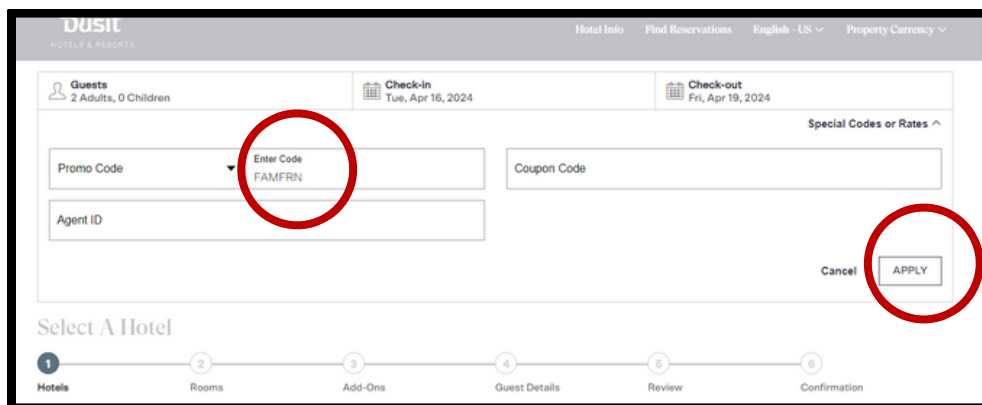 Dusit
HOTELS & RESORTS
Hotel Info Find Reservations English - US Property Currency
Guests
2 Adults, 0 Children
Check-in
Tue, Apr 16, 2024
Check-out
Fri, Apr 19, 2024
Special Codes or Rates
Promo Code
Enter Code
FAMFRN
Coupon Code
Agent ID
Cancel
APPLY
Select A Hotel
1 2 3 4 5 6
Hotels Rooms Add-Ons Guest Details Review Confirmation